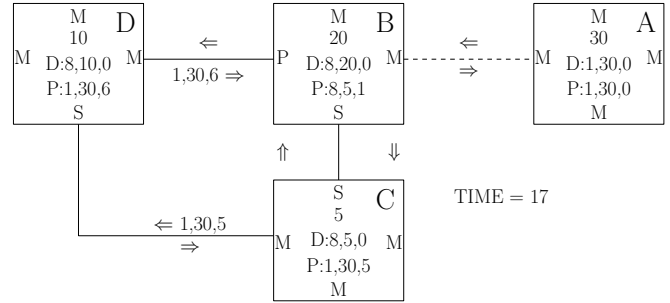 M D
10
D:8,10,0
M M
P:1,30,6
S
⇐
1,30,6 ⇒
M B
20
D:8,20,0
P M
P:8,5,1
S
⇐
⇒
M A
30
D:1,30,0
M M
P:1,30,0
M
⇑ ⇓
⇐ 1,30,5
⇒
S C
5
D:8,5,0
M M
P:1,30,5
M
TIME = 17